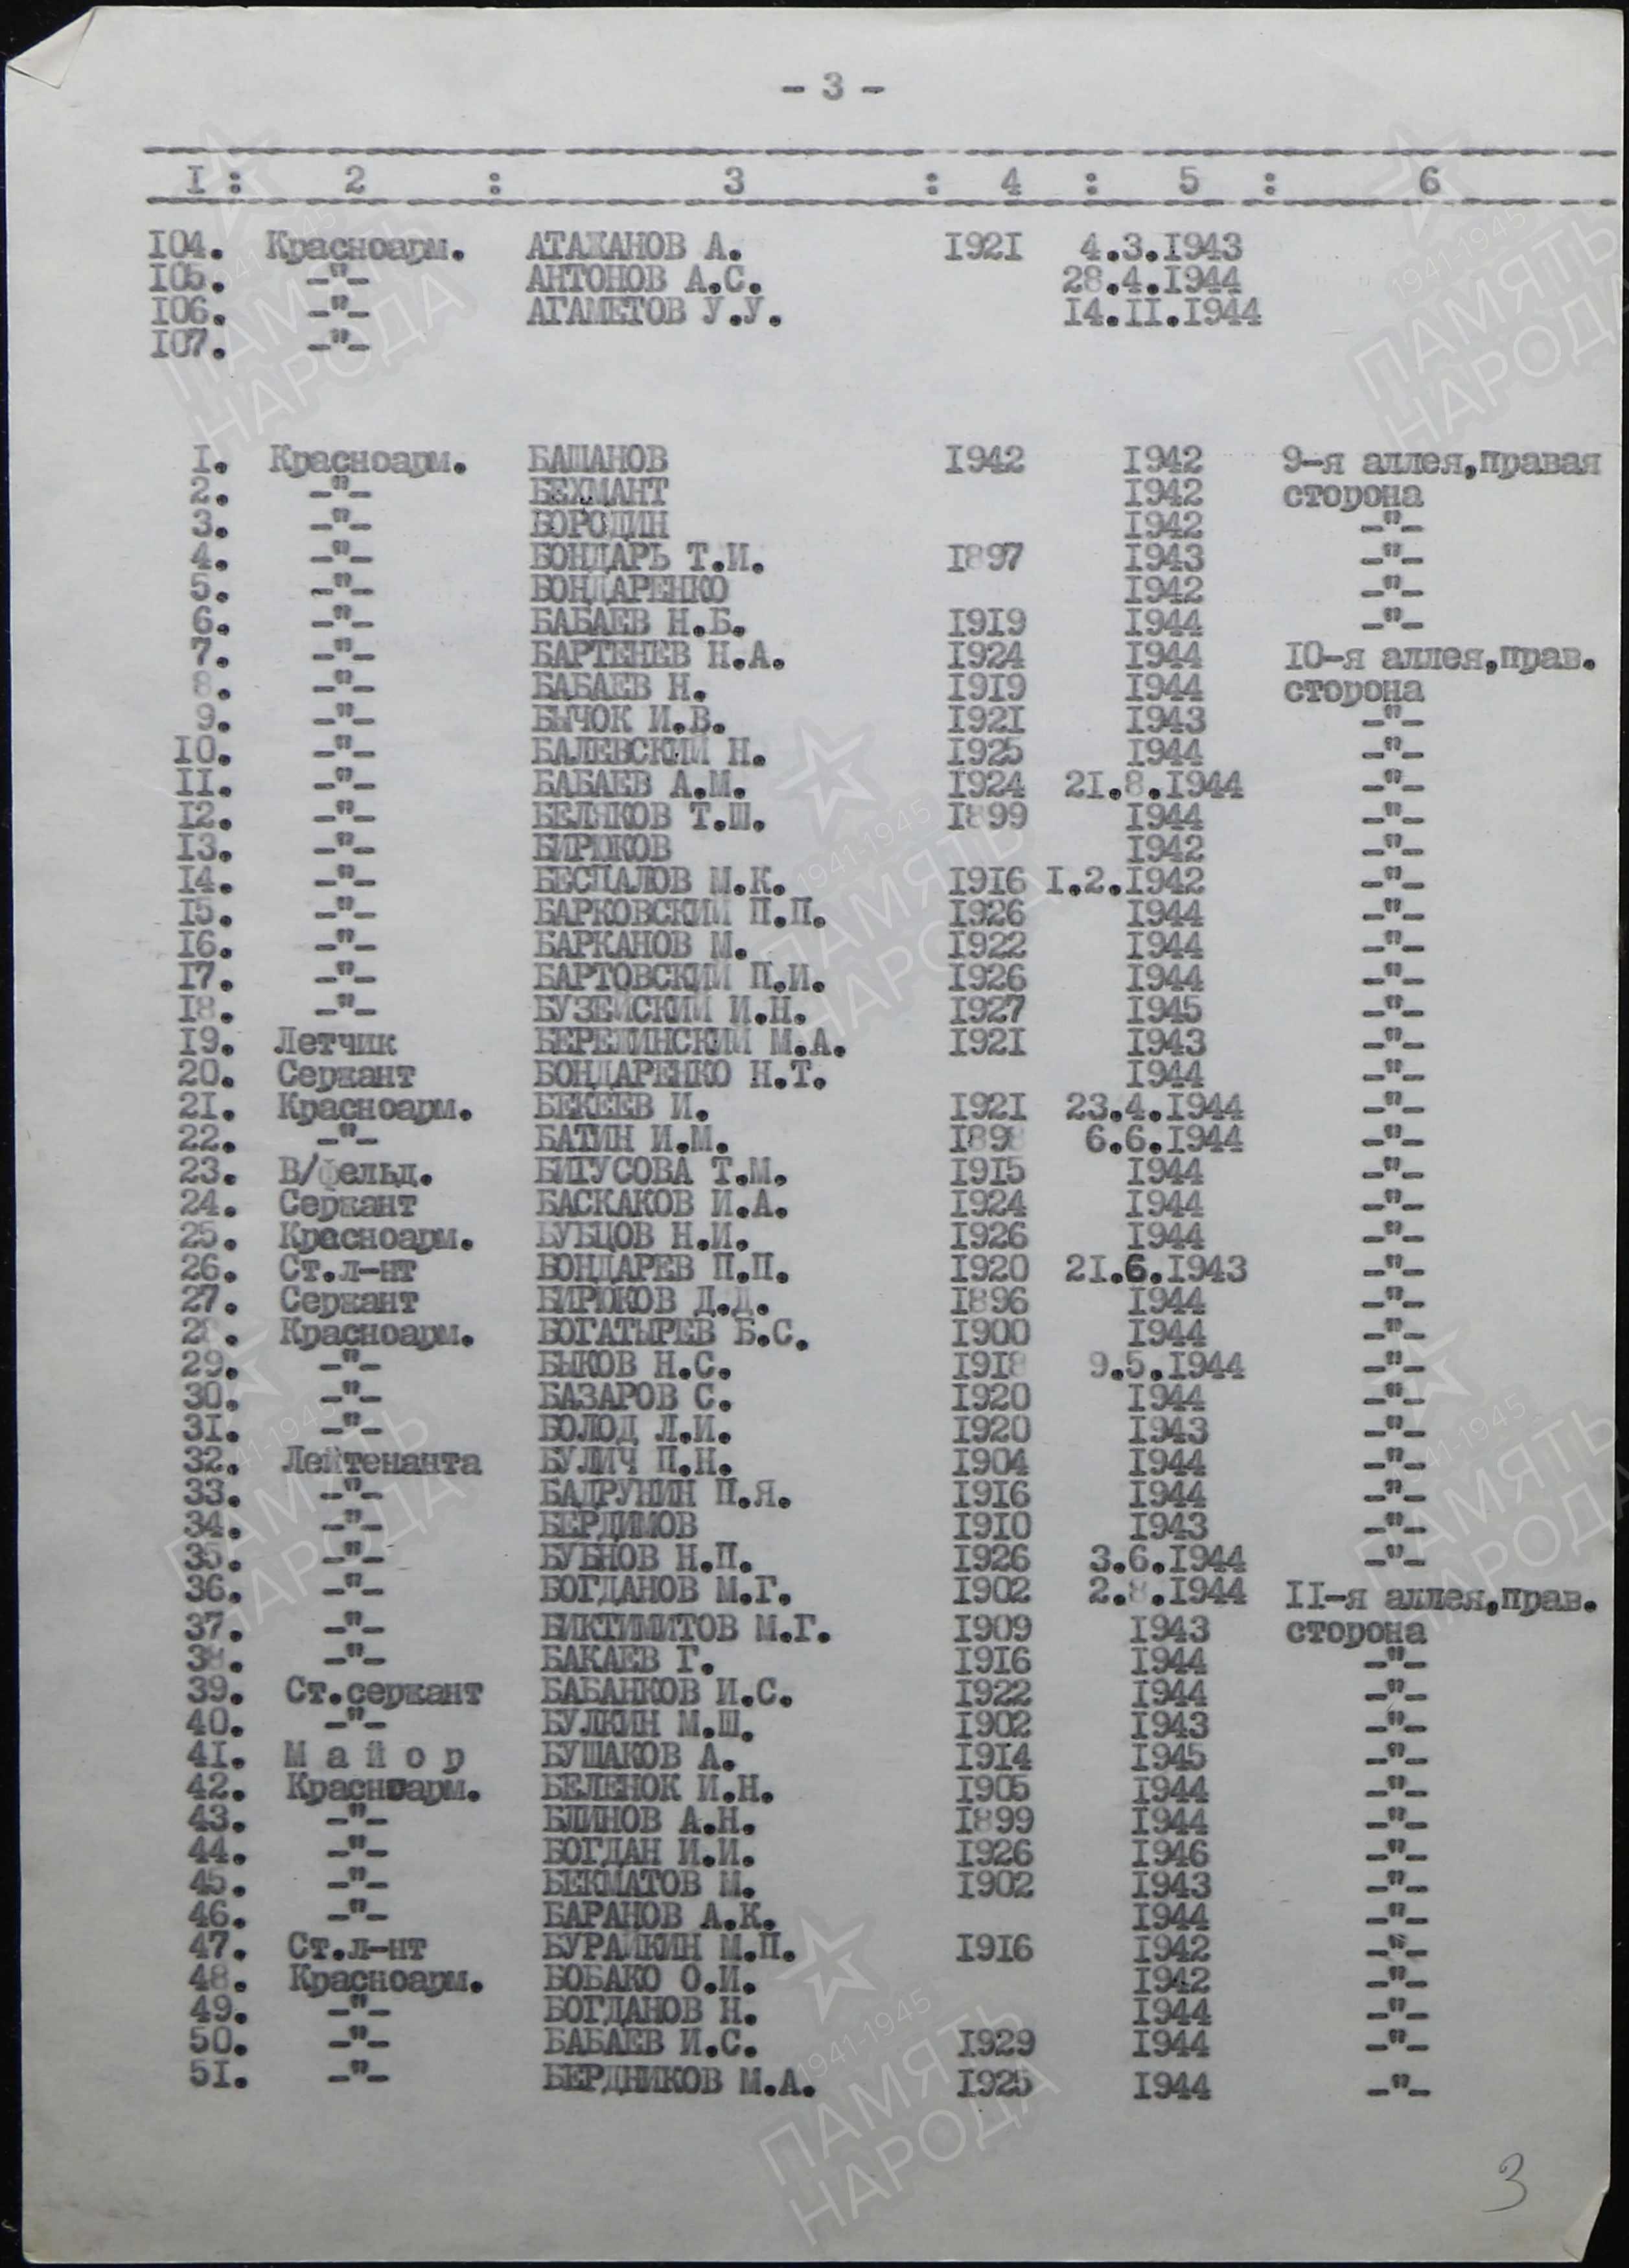 - 3 -
I : 2 : 3 : 4 : 5 : 6
104. Красноарм. АТАЖАНОВ А. 1921 4.3.1943
105. -"- АНТОНОВ А.С. 28.4.1944
106. -"- АГАМЕТОВ У.У. 14.II.1944
107. -"-
I. Красноарм. БАШАНОВ 1942 1942 9-я аллея,правая
2. -"- БЕХМАНТ 1942 сторона
3. -"- БОРОДИН 1942 -"-
4. -"- БОНДАРЬ Т.И. 1897 1943 -"-
5. -"- БОНДАРЕНКО 1942 -"-
6. -"- БАБАЕВ Н.Б. 1919 1944 -"-
7. -"- БАРТЕНЕВ Н.А. 1924 1944 10-я аллея,прав.
8. -"- БАБАЕВ Н. 1919 1944 сторона
9. -"- БЫЧОК И.В. 1921 1943 -"-
10. -"- БАЛЕВСКИЙ Н. 1925 1944 -"-
II. -"- БАБАЕВ А.М. 1924 21.8.1944 -"-
12. -"- БЕЛЯКОВ Т.Ш. 1899 1944 -"-
13. -"- БИРЮКОВ 1942 -"-
14. -"- БЕСПАЛОВ М.К. 1916 I.2.1942 -"-
15. -"- БАРКОВСКИЙ П.П. 1926 1944 -"-
16. -"- БАРКАНОВ М. 1922 1944 -"-
17. -"- БАРТОВСКИЙ П.И. 1926 1944 -"-
18. -"- БУЗЕЙСКИЙ И.Н. 1927 1945 -"-
19. Летчик БЕРЕЖИНСКИЙ М.А. 1921 1943 -"-
20. Сержант БОНДАРЕНКО Н.Т. 1944 -"-
21. Красноарм. БЕКЕЕВ И. 1921 23.4.1944 -"-
22. -"- БАТИН И.М. 1898 6.6.1944 -"-
23. В/фельд. БИТУСОВА Т.М. 1915 1944 -"-
24. Сержант БАСКАКОВ И.А. 1924 1944 -"-
25. Красноарм. БУБЦОВ Н.И. 1926 1944 -"-
26. Ст.л-нт БОНДАРЕВ П.П. 1920 21.6.1943 -"-
27. Сержант БИРЮКОВ Д.Д. 1896 1944 -"-
28. Красноарм. БОГАТЫРЕВ Б.С. 1900 1944 -"-
29. -"- БЫКОВ Н.С. 1918 9.5.1944 -"-
30. -"- БАЗАРОВ С. 1920 1944 -"-
31. -"- БОЛОД Л.И. 1920 1943 -"-
32. Лейтенанта БУЛИЧ П.Н. 1904 1944 -"-
33. -"- БАДРУНИН П.Я. 1916 1944 -"-
34. -"- БЕРДИМОВ 1910 1943 -"-
35. -"- БУБНОВ Н.П. 1926 3.6.1944 -"-
36. -"- БОГДАНОВ М.Г. 1902 2.8.1944 II-я аллея,прав.
37. -"- БИКТИМИТОВ М.Г. 1909 1943 сторона
38. -"- БАКАЕВ Г. 1916 1944 -"-
39. Ст.сержант БАБАНКОВ И.С. 1922 1944 -"-
40. -"- БУЛКИН М.Ш. 1902 1943 -"-
41. М а й о р БУШАКОВ А. 1914 1945 -"-
42. Красноарм. БЕЛЕНОК И.Н. 1905 1944 -"-
43. -"- БЛИНОВ А.Н. 1899 1944 -"-
44. -"- БОГДАН И.И. 1926 1946 -"-
45. -"- БЕКМАТОВ М. 1902 1943 -"-
46. -"- БАРАНОВ А.К. 1944 -"-
47. Ст.л-нт БУРАЙКИН М.П. 1916 1942 -"-
48. Красноарм. БОБАКО О.И. 1942 -"-
49. -"- БОГДАНОВ Н. 1944 -"-
50. -"- БАБАЕВ И.С. 1929 1944 -"-
51. -"- БЕРДНИКОВ М.А. 1925 1944 -"-
3
1941-1945
ПАМЯТЬ
НАРОДА